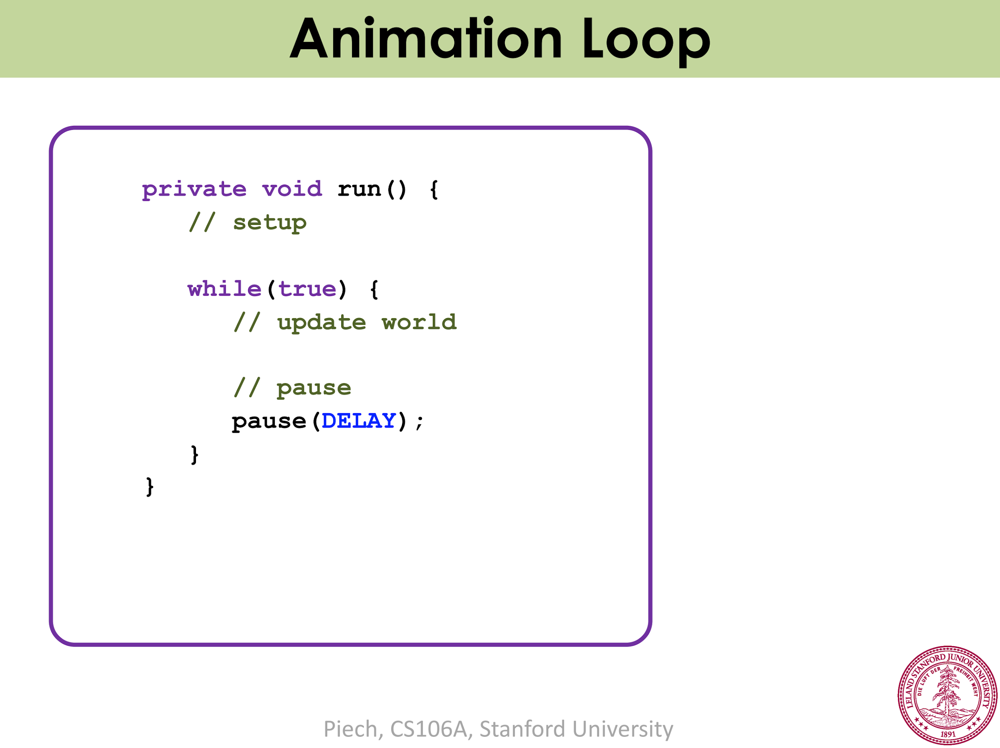 Animation Loop
private void run() {
    // setup

    while(true) {
        // update world

        // pause
        pause(DELAY);
    }
}
Piech, CS106A, Stanford University
LELAND STANFORD JUNIOR UNIVERSITY
DIE LUFT DER FREIHEIT WEHT
1891